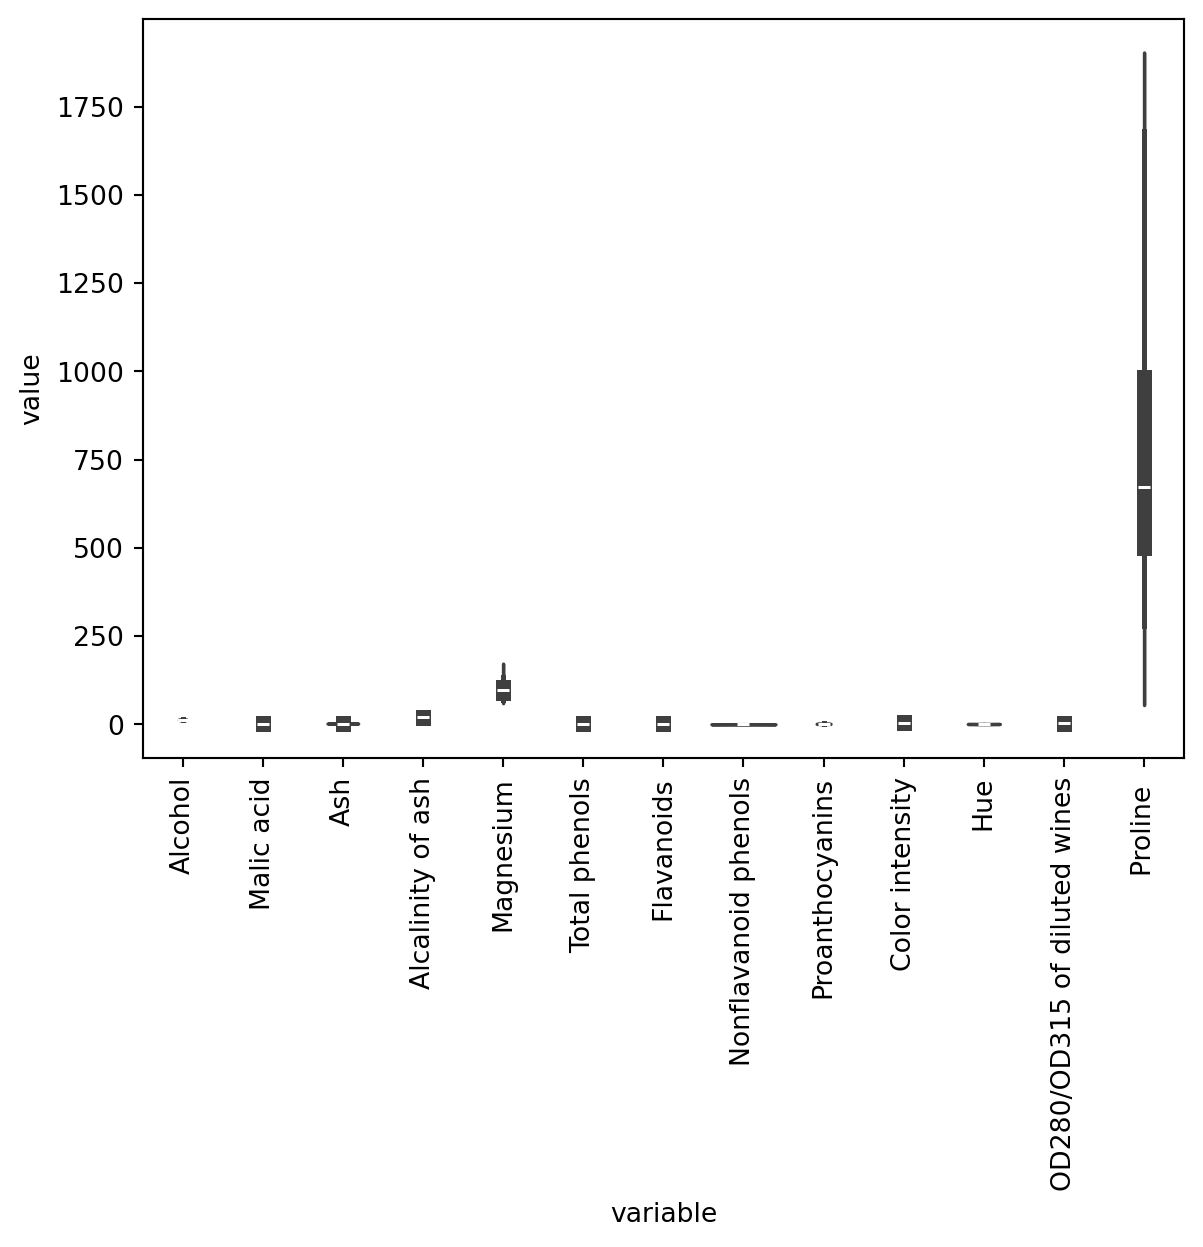 1750
1500
1250
1000
750
500
250
0
value
Alcohol
Malic acid
Ash
Alcalinity of ash
Magnesium
Total phenols
Flavanoids
Nonflavanoid phenols
Proanthocyanins
Color intensity
Hue
OD280/OD315 of diluted wines
Proline
variable